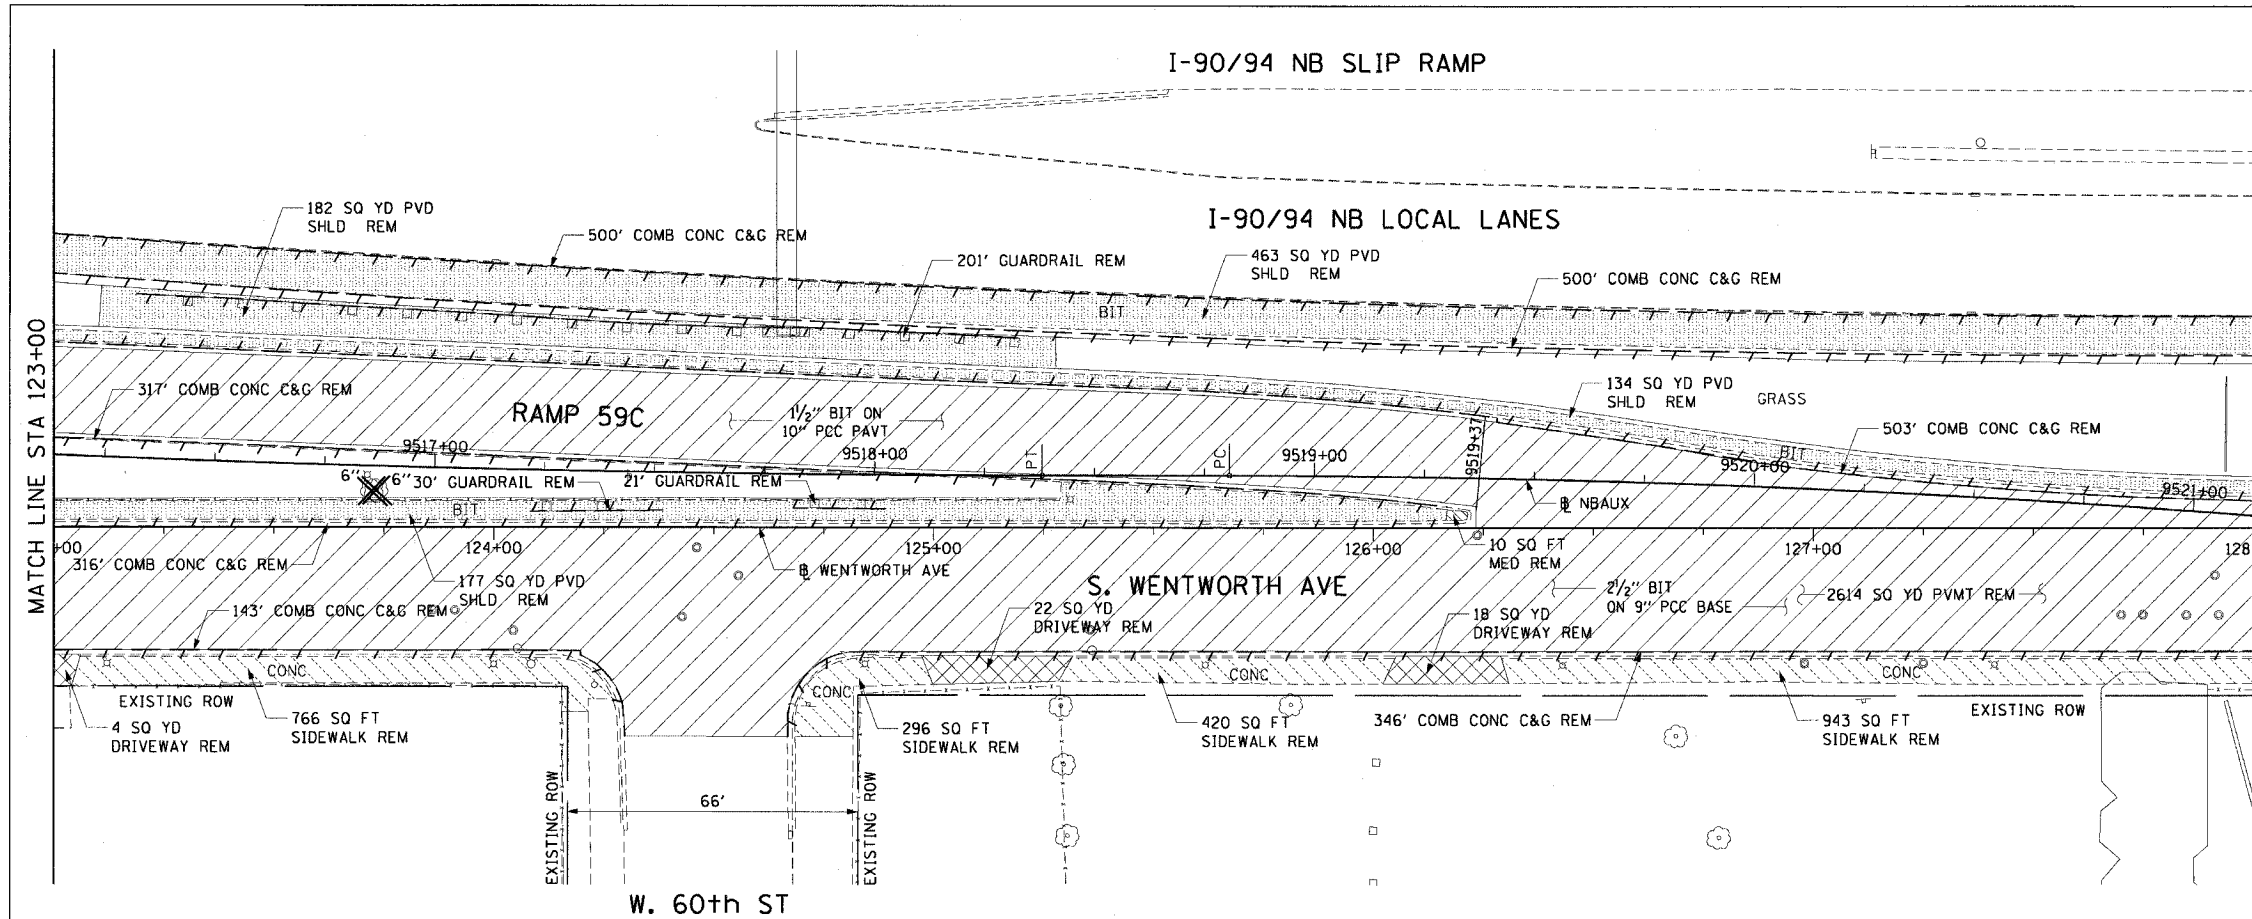 I-90/94 NB SLIP RAMP
I-90/94 NB LOCAL LANES
182 SQ YD PVD
SHLD REM
500' COMB CONC C&G REM
201' GUARDRAIL REM
463 SQ YD PVD
SHLD REM
500' COMB CONC C&G REM
BIT
MATCH LINE STA 123+00
317' COMB CONC C&G REM
RAMP 59C
1½" BIT ON
10" PCC PAVT
134 SQ YD PVD
SHLD REM
GRASS
503' COMB CONC C&G REM
BIT
9517+00
9518+00
PT
PC
9519+00
9519+37
9520+00
9521+00
6"
6"
30' GUARDRAIL REM
21' GUARDRAIL REM
BIT
℄ NBAUX
+00
124+00
125+00
126+00
127+00
128
316' COMB CONC C&G REM
177 SQ YD PVD
SHLD REM
℄ WENTWORTH AVE
S. WENTWORTH AVE
10 SQ FT
MED REM
2½" BIT
ON 9" PCC BASE
2614 SQ YD PVMT REM
143' COMB CONC C&G REM
22 SQ YD
DRIVEWAY REM
18 SQ YD
DRIVEWAY REM
CONC
CONC
CONC
CONC
EXISTING ROW
4 SQ YD
DRIVEWAY REM
766 SQ FT
SIDEWALK REM
296 SQ FT
SIDEWALK REM
420 SQ FT
SIDEWALK REM
346' COMB CONC C&G REM
943 SQ FT
SIDEWALK REM
EXISTING ROW
EXISTING ROW
66'
EXISTING ROW
W. 60th ST